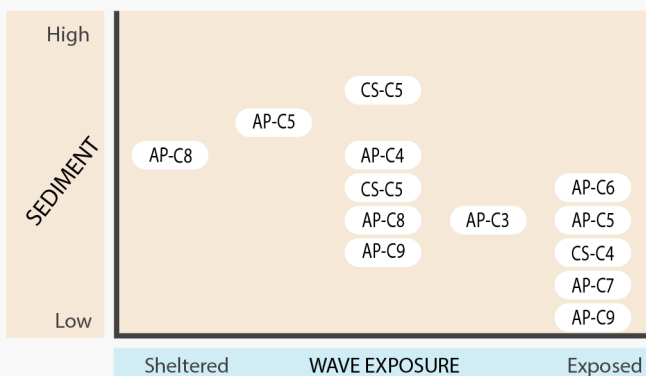 High
CS-C5
AP-C5
AP-C8
AP-C4
SEDIMENT
CS-C5
AP-C6
AP-C8
AP-C3
AP-C5
AP-C9
CS-C4
AP-C7
Low
AP-C9
Sheltered
WAVE EXPOSURE
Exposed